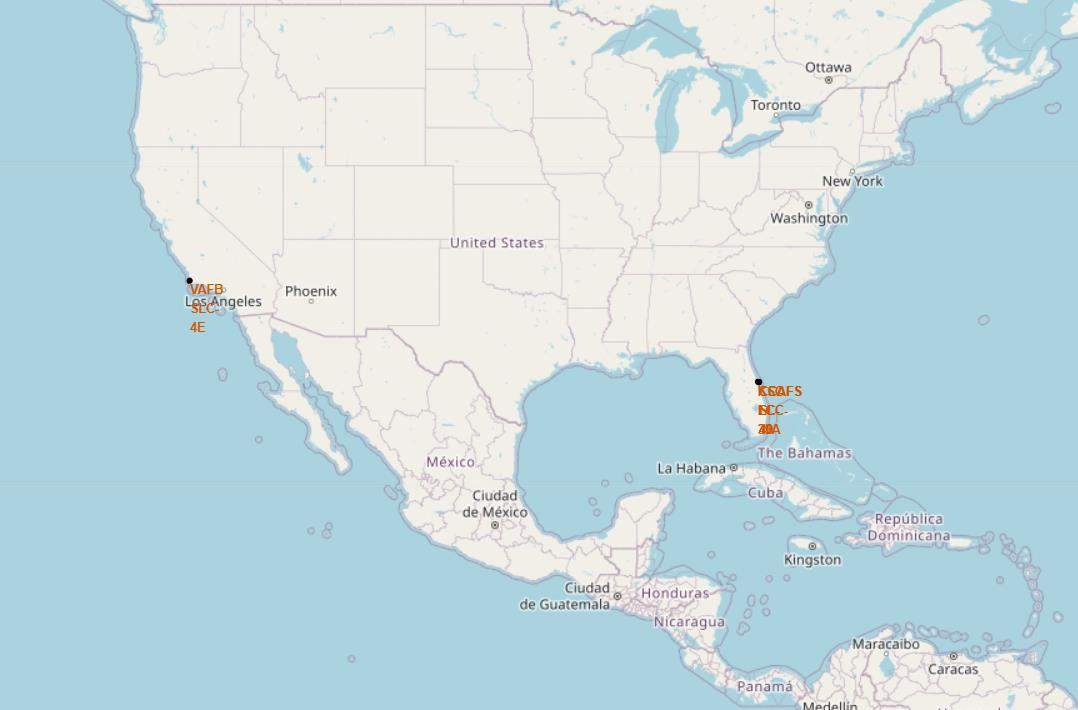 Ottawa
Toronto
New York
Washington
United States
VAFB
SLC-
4E
Los Angeles
Phoenix
México
Ciudad
de México
The Bahamas
La Habana
Cuba
República
Dominicana
Kingston
Ciudad
de Guatemala
Honduras
Nicaragua
Maracaibo
Caracas
Panamá
Medellín